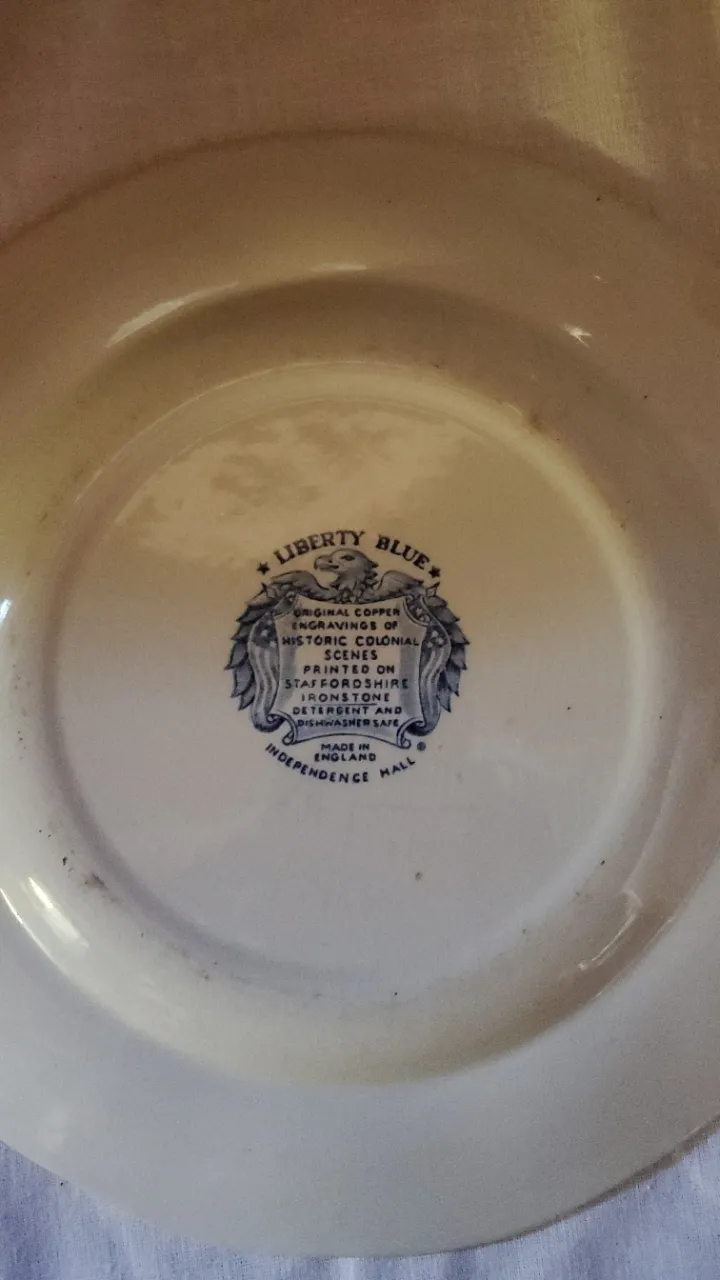 LIBERTY BLUE
ORIGINAL COPPER
ENGRAVINGS OF
HISTORIC COLONIAL
SCENES
PRINTED ON
STAFFORDSHIRE
IRONSTONE
DETERGENT AND
DISHWASHER SAFE
MADE IN
ENGLAND
INDEPENDENCE HALL ®